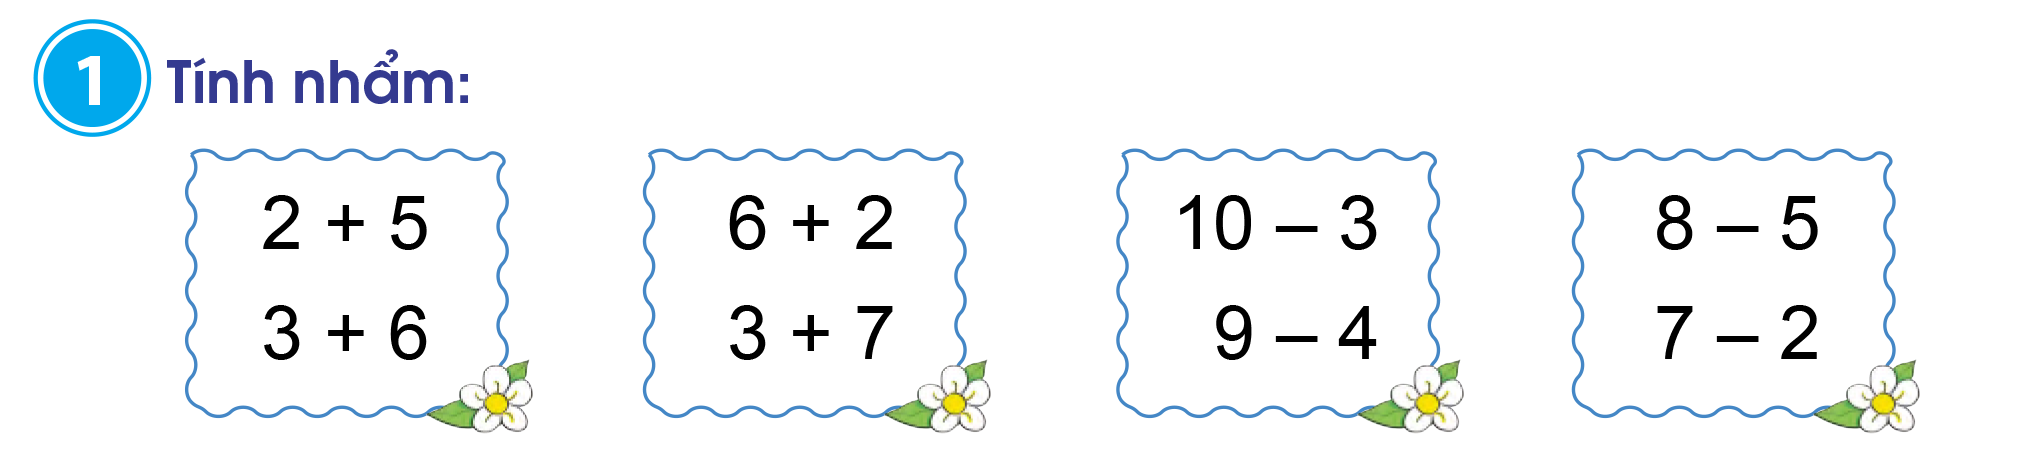 1 Tính nhẩm:
2 + 5
3 + 6
6 + 2
3 + 7
10 – 3
9 – 4
8 – 5
7 – 2